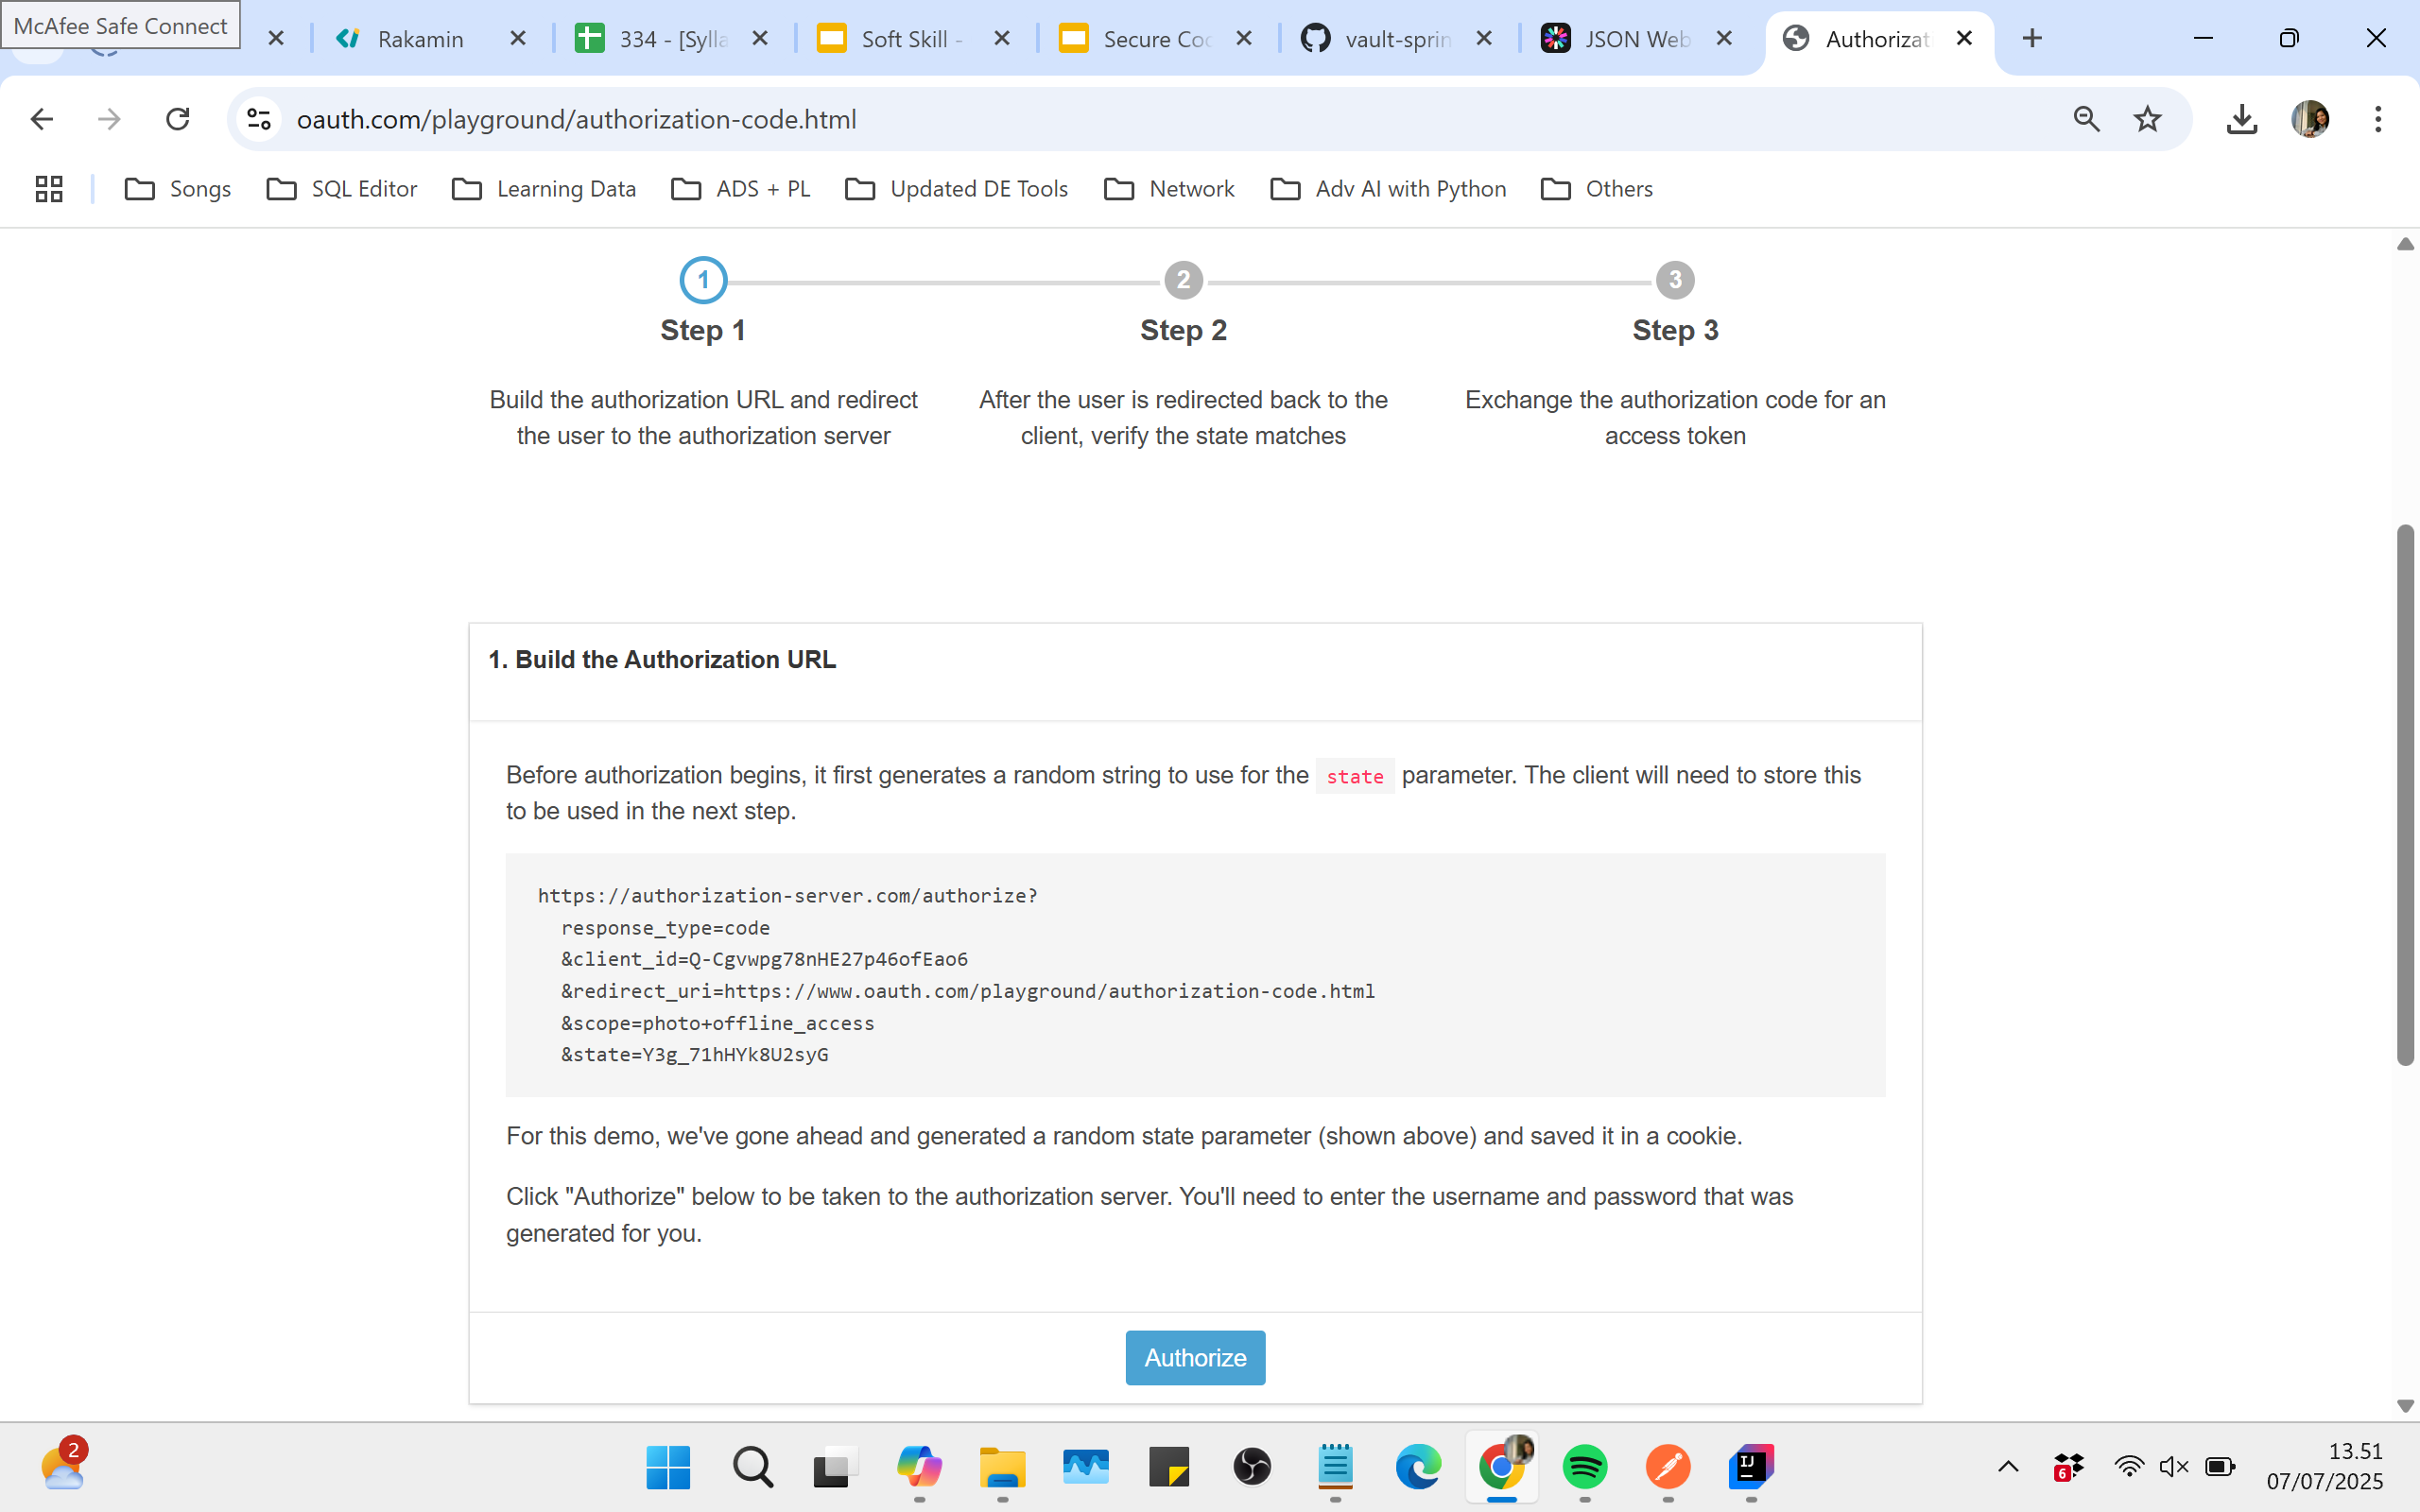 McAfee Safe Connect
Rakamin
334 - [Sylla
Soft Skill -
Secure Coc
vault-sprin
JSON Web
Authorizat
oauth.com/playground/authorization-code.html
Songs
SQL Editor
Learning Data
ADS + PL
Updated DE Tools
Network
Adv AI with Python
Others
1
2
3
Step 1
Step 2
Step 3
Build the authorization URL and redirect
the user to the authorization server
After the user is redirected back to the
client, verify the state matches
Exchange the authorization code for an
access token
1. Build the Authorization URL
Before authorization begins, it first generates a random string to use for the state parameter. The client will need to store this
to be used in the next step.
https://authorization-server.com/authorize?
response_type=code
&client_id=Q-Cgvwpg78nHE27p46ofEao6
&redirect_uri=https://www.oauth.com/playground/authorization-code.html
&scope=photo+offline_access
&state=Y3g_71hHYk8U2syG
For this demo, we've gone ahead and generated a random state parameter (shown above) and saved it in a cookie.
Click "Authorize" below to be taken to the authorization server. You'll need to enter the username and password that was
generated for you.
Authorize
2
IJ
6
13.51
07/07/2025